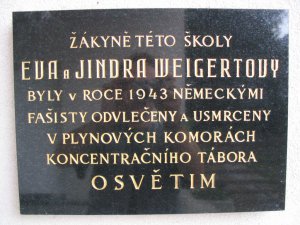 ŽÁKYNĚ TÉTO ŠKOLY
EVA a JINDRA WEIGERTOVY
BYLY v ROCE 1943 NĚMECKÝMI
FAŠISTY ODVLEČENY a USMRCENY
V PLYNOVÝCH KOMORÁCH
KONCENTRAČNÍHO TÁBORA
OSVĚTIM